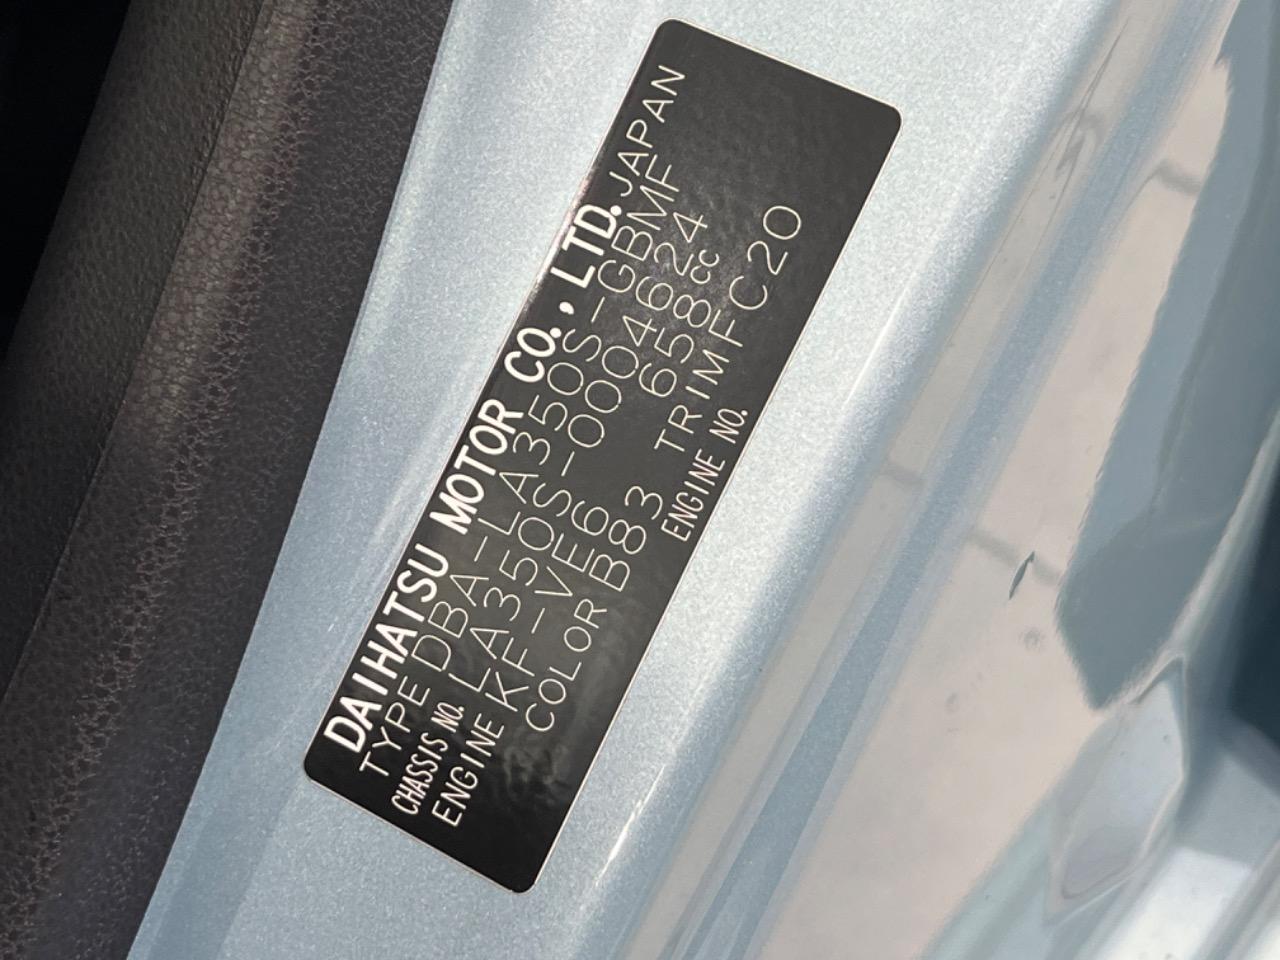 DAIHATSU MOTOR CO., LTD. JAPAN
TYPE DBA-LA350S-GBMF
CHASSIS NO. LA350S-0004624
ENGINE KF-VE6 658cc
COLOR B83 TRIM FC20
ENGINE NO.